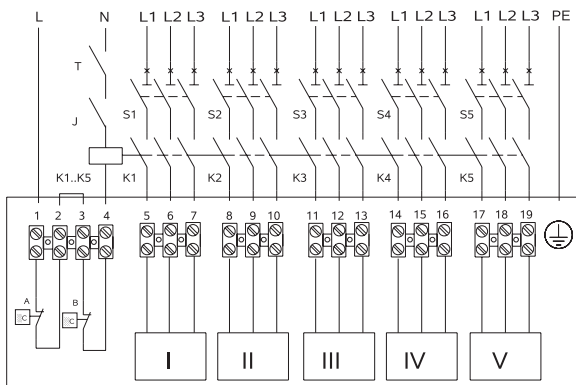 L N L1 L2 L3 L1 L2 L3 L1 L2 L3 L1 L2 L3 L1 L2 L3 PE
T
S1 S2 S3 S4 S5
J
K1..K5 K1 K2 K3 K4 K5
1 2 3 4 5 6 7 8 9 10 11 12 13 14 15 16 17 18 19
A B
°C °C
I II III IV V